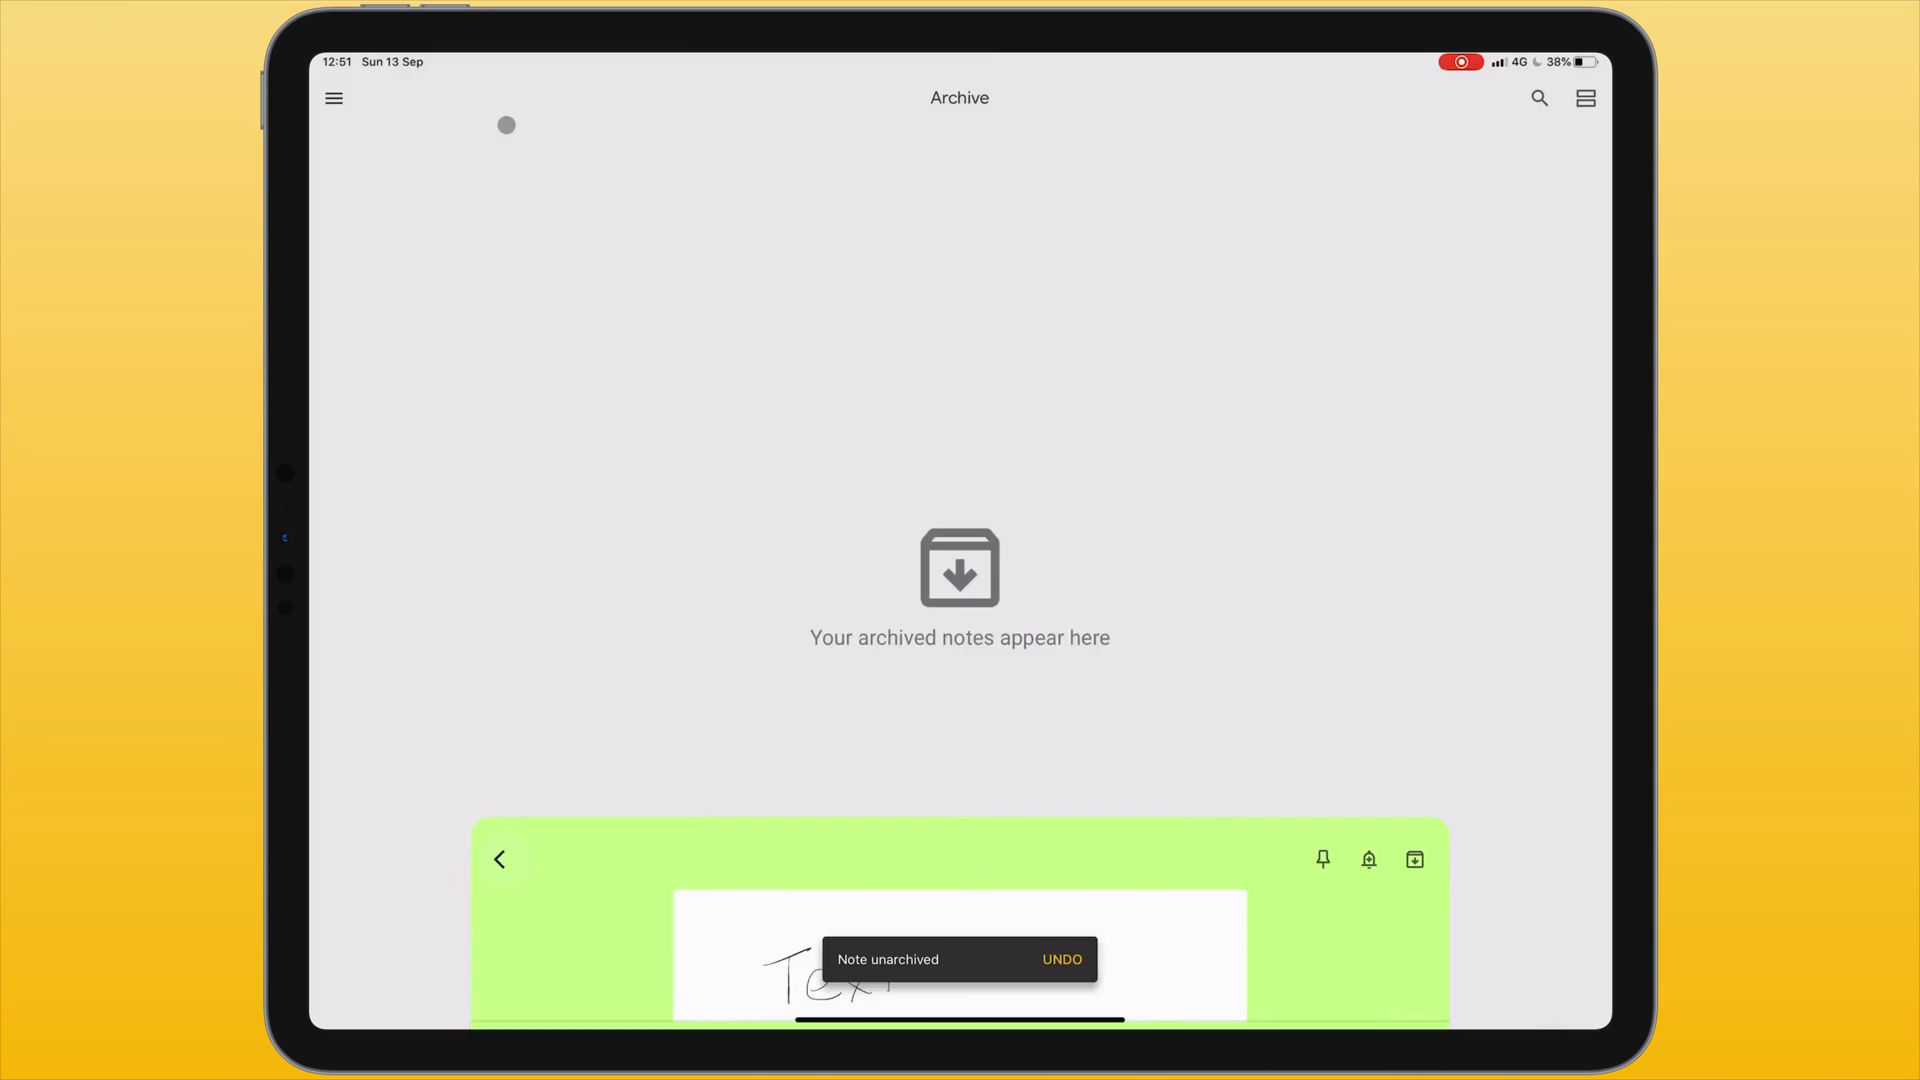 12:51 Sun 13 Sep 4G 38%
Archive
Your archived notes appear here
Note unarchived UNDO